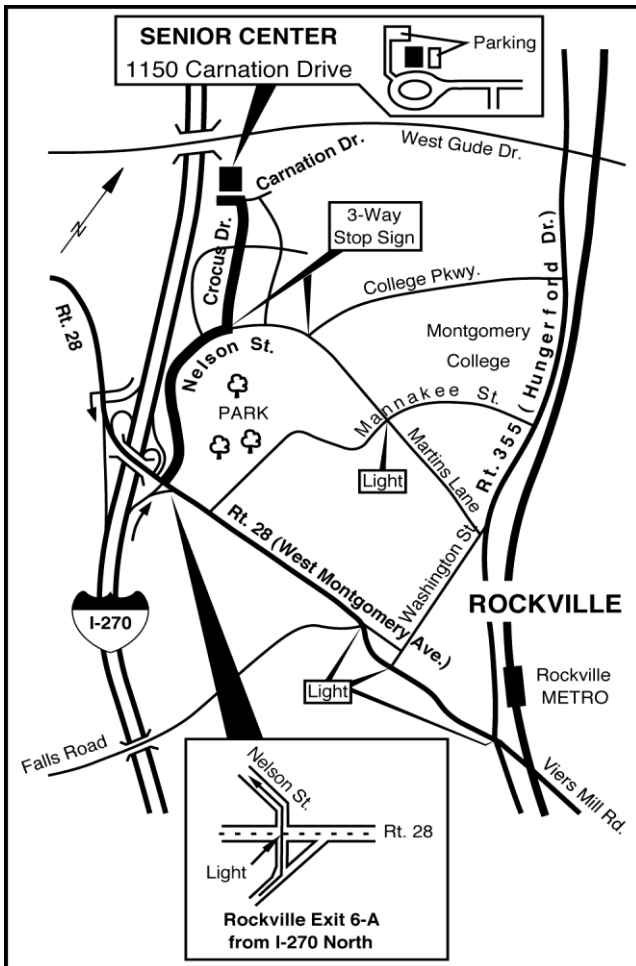 SENIOR CENTER
1150 Carnation Drive
Parking
West Gude Dr.
Carnation Dr.
N
3-Way
Stop Sign
Crocus Dr.
College Pkwy.
Rt. 28
Nelson St.
Montgomery
College
Rt. 355 (Hungerford Dr.)
PARK
Mannakee St.
Martins Lane
Light
Rt. 28 (West Montgomery Ave.)
Washington St.
ROCKVILLE
I-270
Rockville
METRO
Light
Falls Road
Viers Mill Rd.
Nelson St.
Rt. 28
Light
Rockville Exit 6-A
from I-270 North